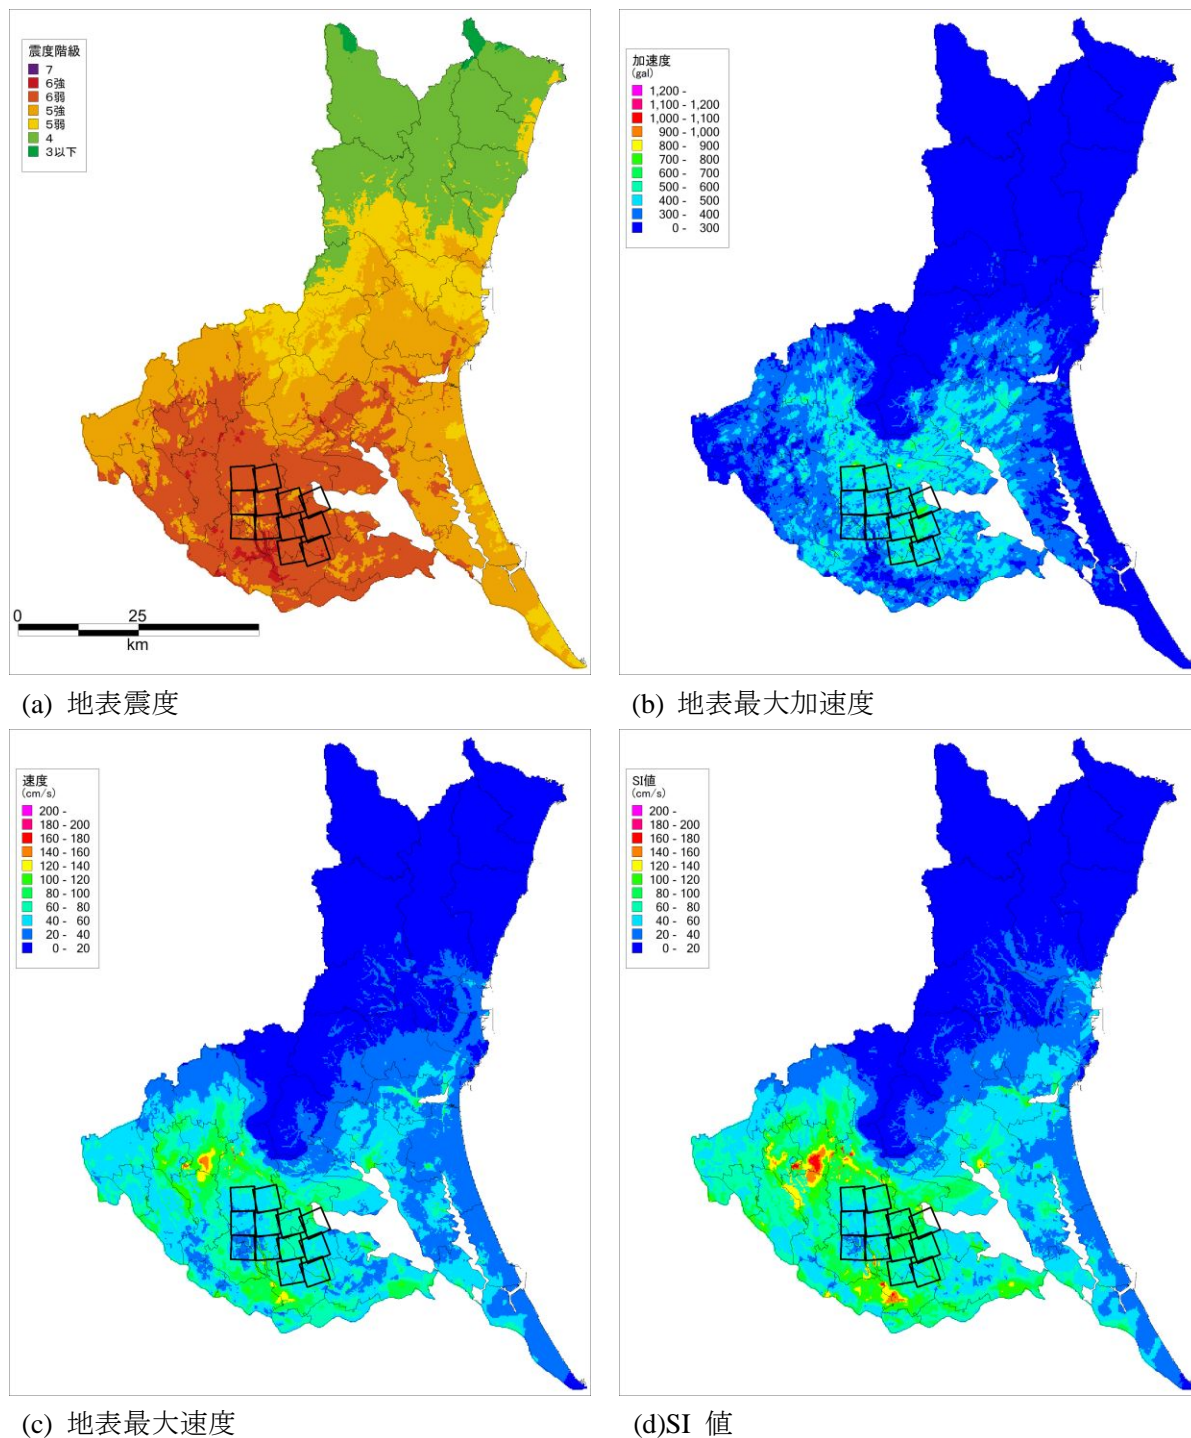 震度階級
7
6強
6弱
5強
5弱
4
3以下
0 25
km
(a) 地表震度
加速度
(gal)
1,200 -
1,100 - 1,200
1,000 - 1,100
900 - 1,000
800 - 900
700 - 800
600 - 700
500 - 600
400 - 500
300 - 400
0 - 300
(b) 地表最大加速度
速度
(cm/s)
200 -
180 - 200
160 - 180
140 - 160
120 - 140
100 - 120
80 - 100
60 - 80
40 - 60
20 - 40
0 - 20
(c) 地表最大速度
SI値
(cm/s)
200 -
180 - 200
160 - 180
140 - 160
120 - 140
100 - 120
80 - 100
60 - 80
40 - 60
20 - 40
0 - 20
(d)SI 値